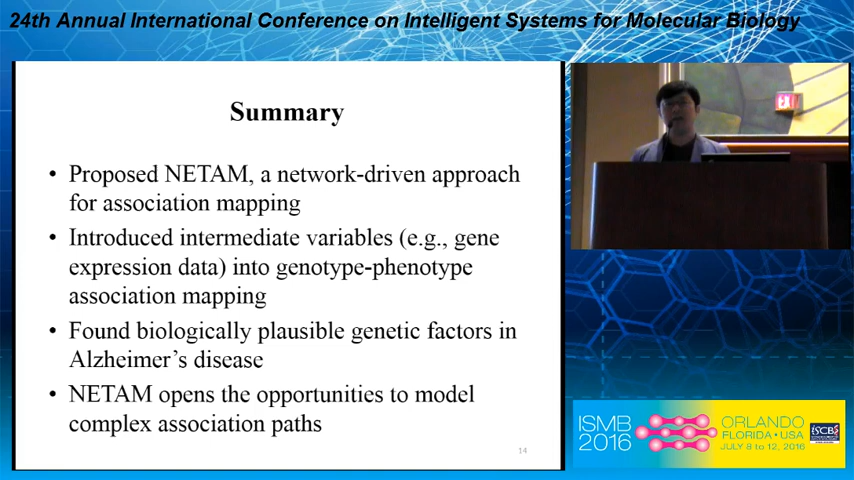 24th Annual International Conference on Intelligent Systems for Molecular Biology
Summary
• Proposed NETAM, a network-driven approach
for association mapping
• Introduced intermediate variables (e.g., gene
expression data) into genotype-phenotype
association mapping
• Found biologically plausible genetic factors in
Alzheimer’s disease
• NETAM opens the opportunities to model
complex association paths
14
ISMB
2016
ORLANDO
FLORIDA • USA
JULY 8 to 12, 2016
ISCB